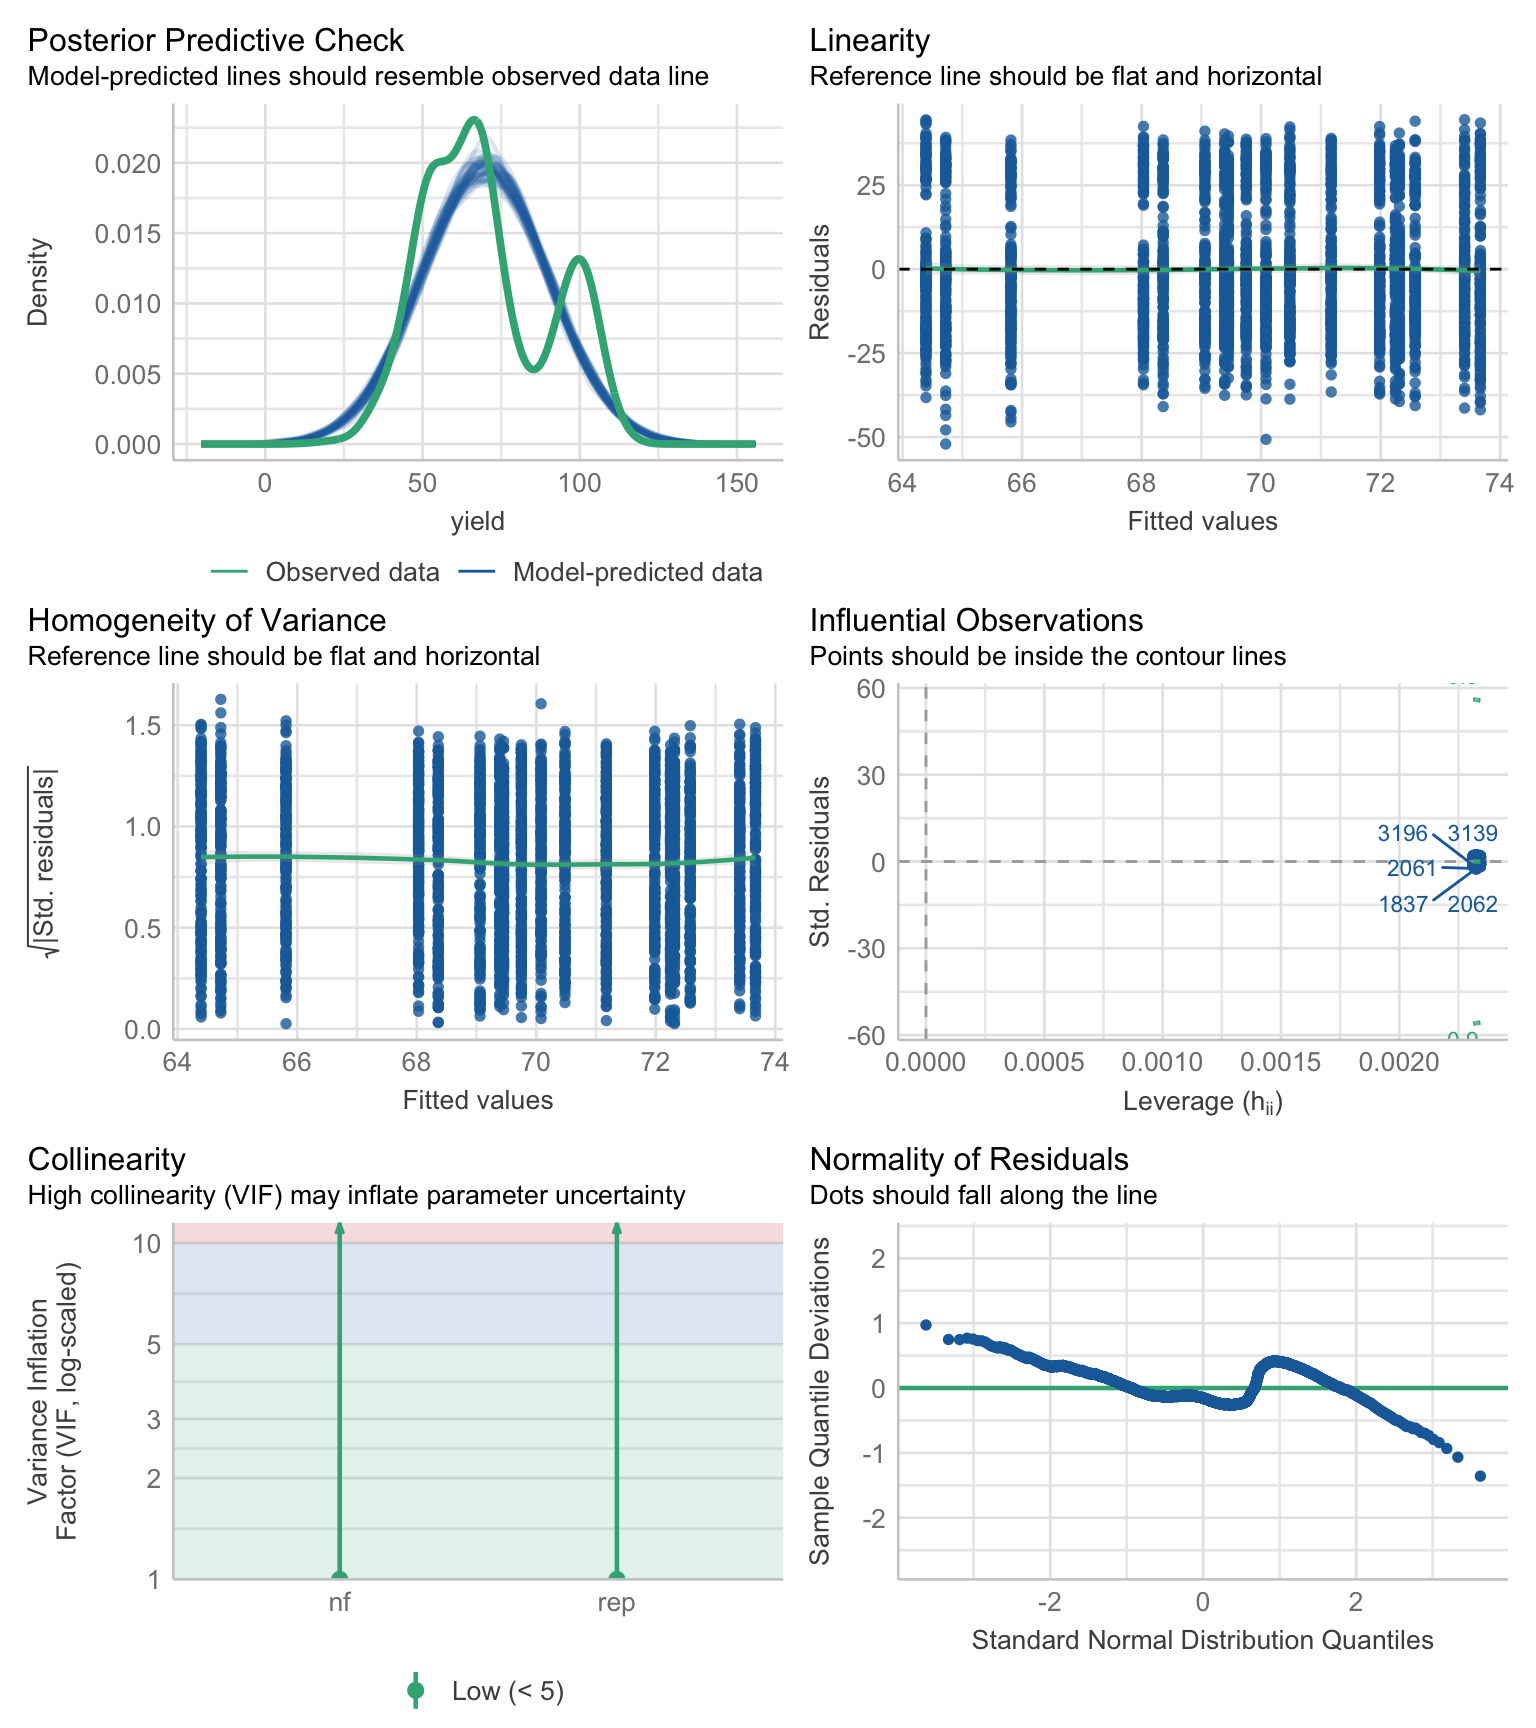 Posterior Predictive Check
Model-predicted lines should resemble observed data line
0.020
0.015
0.010
0.005
0.000
Density
0
50
100
150
yield
Observed data
Model-predicted data
Linearity
Reference line should be flat and horizontal
25
0
-25
-50
Residuals
64
66
68
70
72
74
Fitted values
Homogeneity of Variance
Reference line should be flat and horizontal
1.5
1.0
0.5
0.0
√|Std. residuals|
64
66
68
70
72
74
Fitted values
Influential Observations
Points should be inside the contour lines
60
30
0
-30
-60
Std. Residuals
3196
3139
2061
1837
2062
0.0000
0.0005
0.0010
0.0015
0.0020
Leverage (hii)
Collinearity
High collinearity (VIF) may inflate parameter uncertainty
10
5
3
2
1
Variance Inflation
Factor (VIF, log-scaled)
nf
rep
Low (< 5)
Normality of Residuals
Dots should fall along the line
2
1
0
-1
-2
Sample Quantile Deviations
-2
0
2
Standard Normal Distribution Quantiles